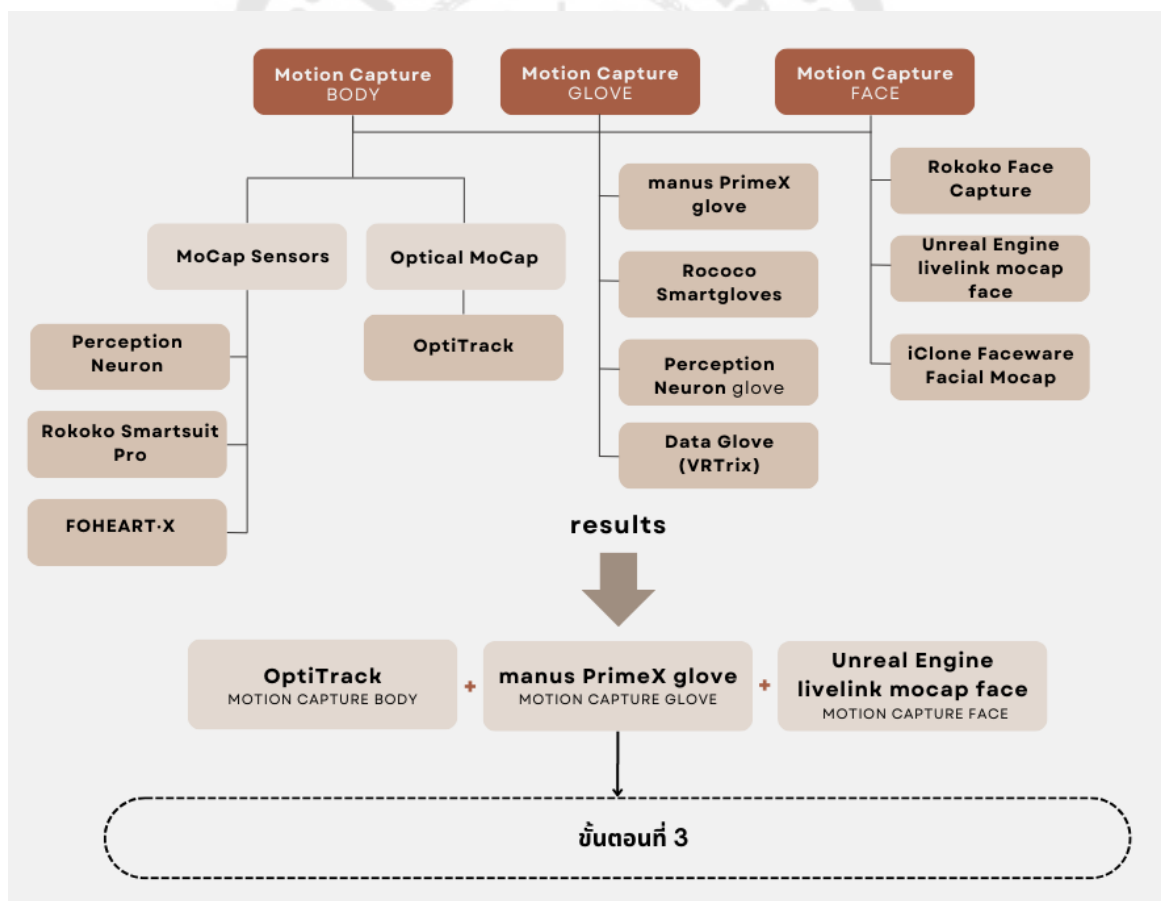 Motion Capture
BODY
Motion Capture
GLOVE
Motion Capture
FACE
MoCap Sensors
Optical MoCap
Perception
Neuron
Rokoko Smartsuit
Pro
FOHEART·X
OptiTrack
manus PrimeX
glove
Rococo
Smartgloves
Perception
Neuron glove
Data Glove
(VRTrix)
Rokoko Face
Capture
Unreal Engine
livelink mocap
face
iClone Faceware
Facial Mocap
results
OptiTrack
MOTION CAPTURE BODY
+
manus PrimeX glove
MOTION CAPTURE GLOVE
+
Unreal Engine
livelink mocap face
MOTION CAPTURE FACE
ขั้นตอนที่ 3